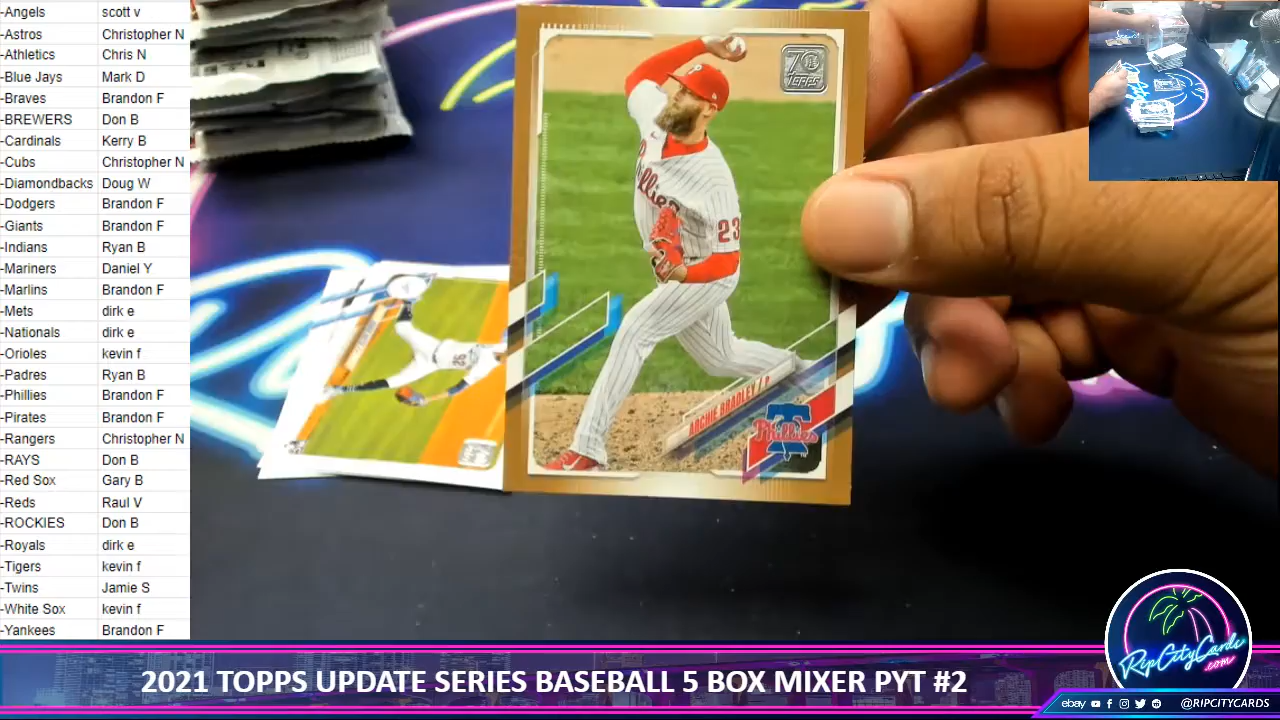 -Angels scott v
-Astros Christopher N
-Athletics Chris N
-Blue Jays Mark D
-Braves Brandon F
-BREWERS Don B
-Cardinals Kerry B
-Cubs Christopher N
-Diamondbacks Doug W
-Dodgers Brandon F
-Giants Brandon F
-Indians Ryan B
-Mariners Daniel Y
-Marlins Brandon F
-Mets dirk e
-Nationals dirk e
-Orioles kevin f
-Padres Ryan B
-Phillies Brandon F
-Pirates Brandon F
-Rangers Christopher N
-RAYS Don B
-Red Sox Gary B
-Reds Raul V
-ROCKIES Don B
-Royals dirk e
-Tigers kevin f
-Twins Jamie S
-White Sox kevin f
-Yankees Brandon F
70
Topps
P
Phillies
23
ARCHIE BRADLEY / P
Phillies
26
RipCityCards
.com
2021 TOPPS UPDATE SERIES BASEBALL 5 BOX MIXER PYT #2
ebay @RIPCITYCARDS